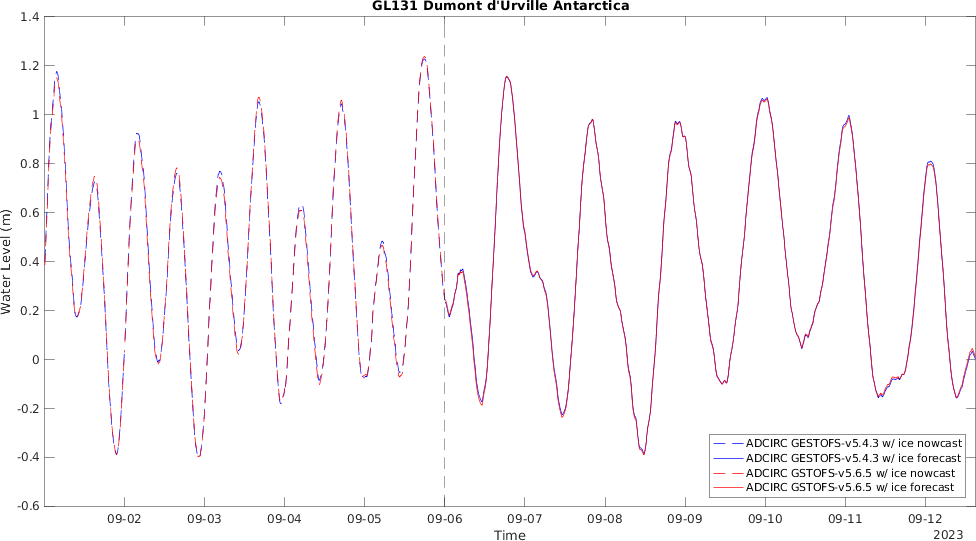 GL131 Dumont d'Urville Antarctica
1.4
1.2
1
0.8
0.6
0.4
0.2
0
-0.2
-0.4
-0.6
Water Level (m)
ADCIRC GESTOFS-v5.4.3 w/ ice nowcast
ADCIRC GESTOFS-v5.4.3 w/ ice forecast
ADCIRC GSTOFS-v5.6.5 w/ ice nowcast
ADCIRC GSTOFS-v5.6.5 w/ ice forecast
09-02 09-03 09-04 09-05 09-06 09-07 09-08 09-09 09-10 09-11 09-12
Time
2023